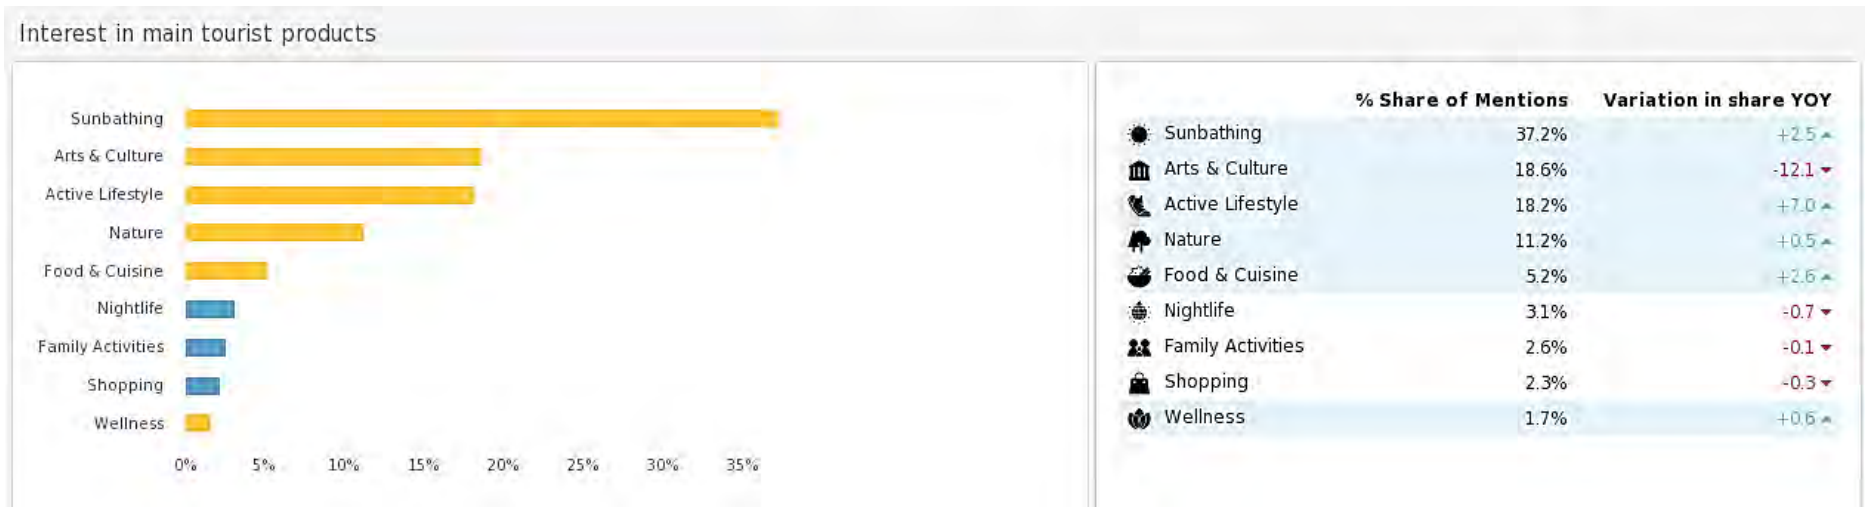 Interest in main tourist products
Sunbathing
Arts & Culture
Active Lifestyle
Nature
Food & Cuisine
Nightlife
Family Activities
Shopping
Wellness
0% 5% 10% 15% 20% 25% 30% 35%
% Share of Mentions Variation in share YOY
Sunbathing 37.2% +2.5
Arts & Culture 18.6% -12.1
Active Lifestyle 18.2% +7.0
Nature 11.2% +0.5
Food & Cuisine 5.2% +2.6
Nightlife 3.1% -0.7
Family Activities 2.6% -0.1
Shopping 2.3% -0.3
Wellness 1.7% +0.6